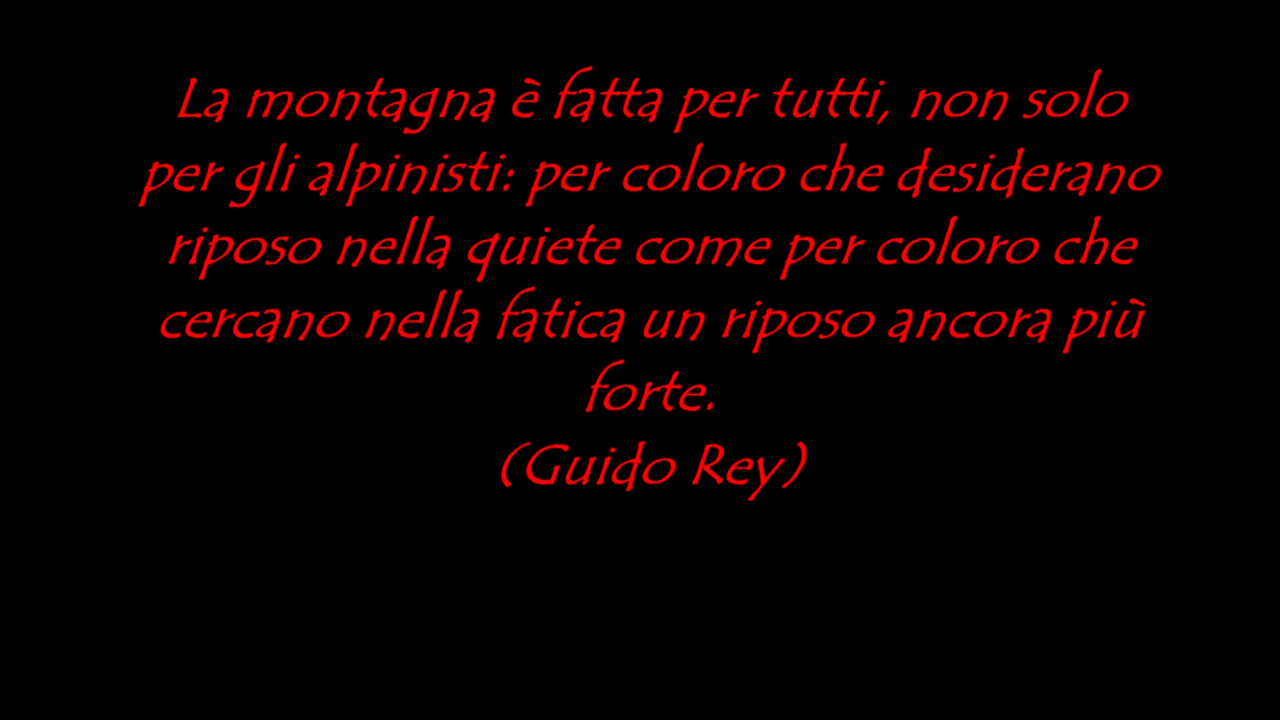 La montagna è fatta per tutti, non solo
per gli alpinisti: per coloro che desiderano
riposo nella quiete come per coloro che
cercano nella fatica un riposo ancora più
forte.
(Guido Rey)